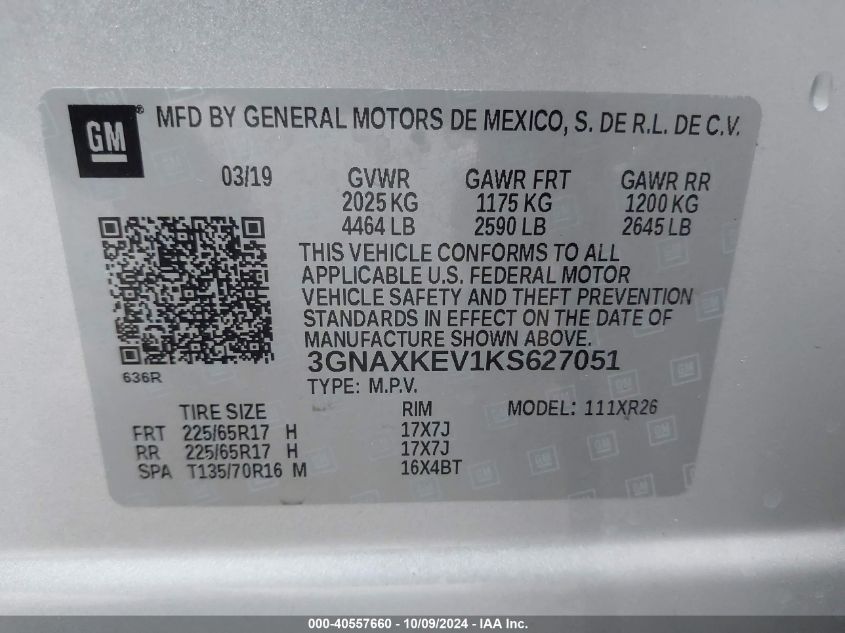 GM ® MFD BY GENERAL MOTORS DE MEXICO, S. DE R.L. DE C.V.
03/19 GVWR GAWR FRT GAWR RR
2025 KG 1175 KG 1200 KG
4464 LB 2590 LB 2645 LB
THIS VEHICLE CONFORMS TO ALL
APPLICABLE U.S. FEDERAL MOTOR
VEHICLE SAFETY AND THEFT PREVENTION
STANDARDS IN EFFECT ON THE DATE OF
MANUFACTURE SHOWN ABOVE.
3GNAXKEV1KS627051
636R
TYPE: M.P.V.
TIRE SIZE RIM MODEL: 111XR26
FRT 225/65R17 H 17X7J
RR 225/65R17 H 17X7J
SPA T135/70R16 M 16X4BT
000-40557660 - 10/09/2024 - IAA Inc.